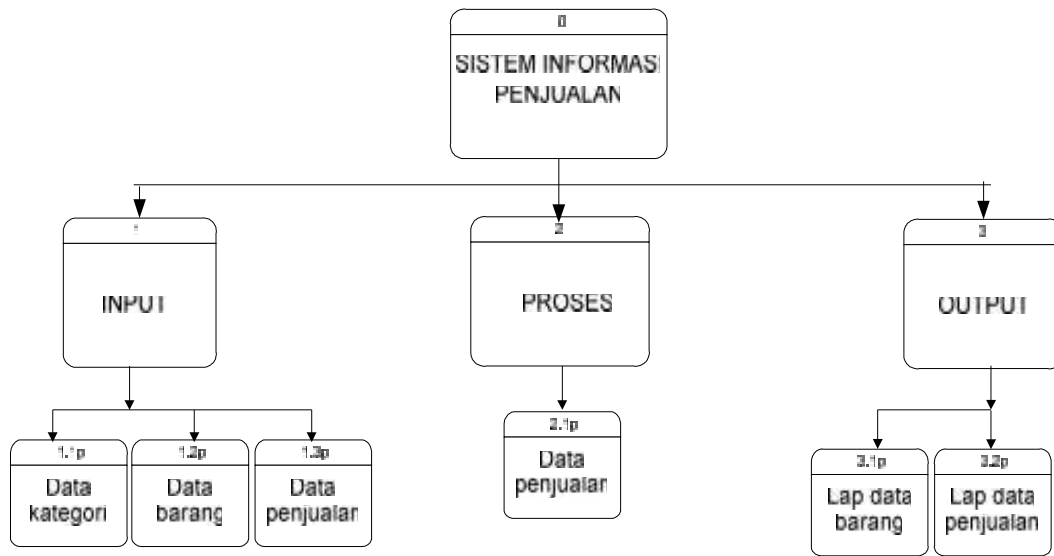 0
SISTEM INFORMASI
PENJUALAN
1
INPUT
2
PROSES
3
OUTPUT
1.1p
Data
kategori
1.2p
Data
barang
1.3p
Data
penjualan
2.1p
Data
penjualan
3.1p
Lap data
barang
3.2p
Lap data
penjualan